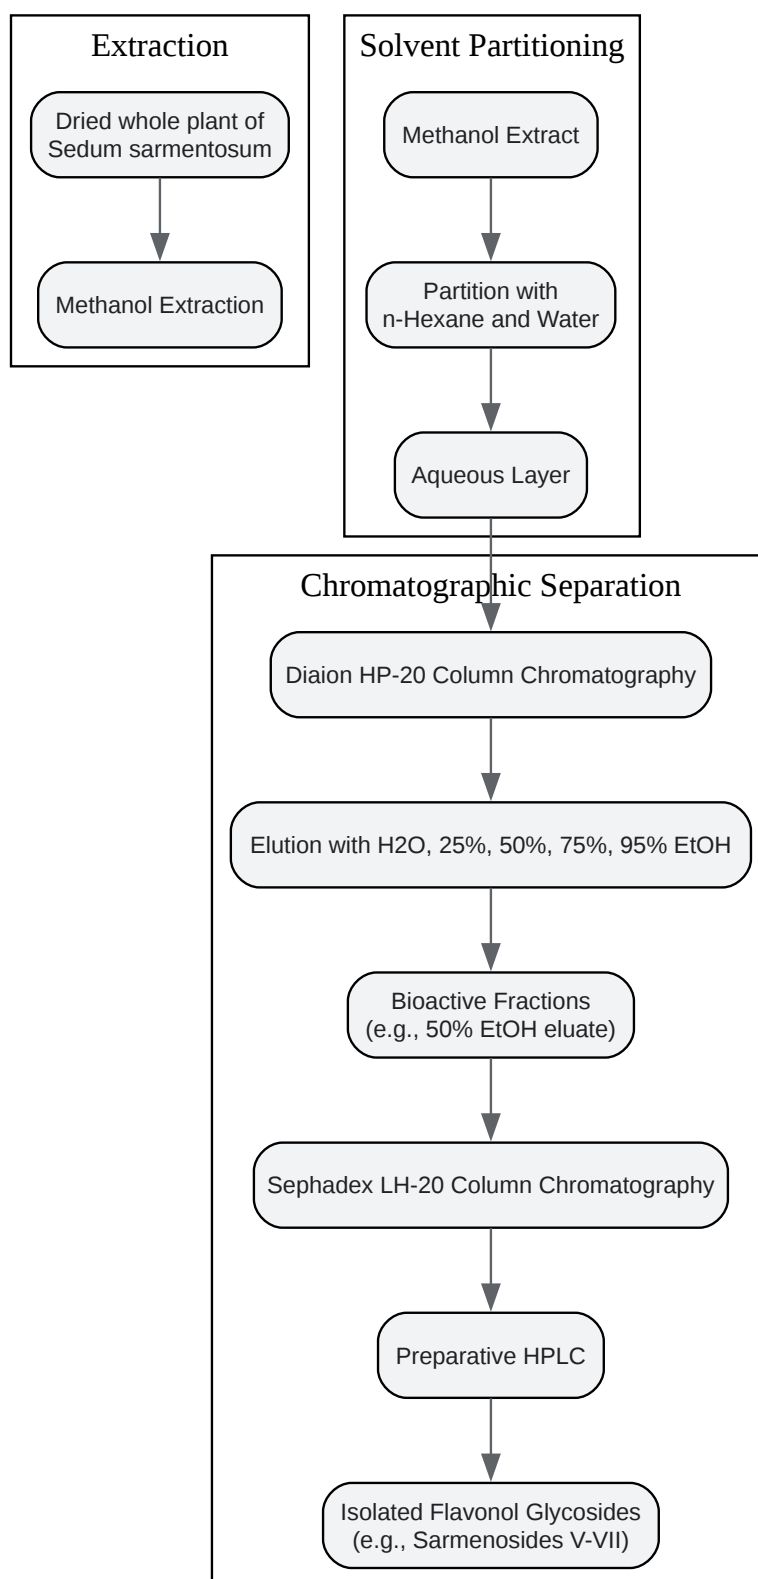 Extraction
Dried whole plant of
Sedum sarmentosum
Methanol Extraction
Solvent Partitioning
Methanol Extract
Partition with
n-Hexane and Water
Aqueous Layer
Chromatographic Separation
Diaion HP-20 Column Chromatography
Elution with H2O, 25%, 50%, 75%, 95% EtOH
Bioactive Fractions
(e.g., 50% EtOH eluate)
Sephadex LH-20 Column Chromatography
Preparative HPLC
Isolated Flavonol Glycosides
(e.g., Sarmenosides V-VII)